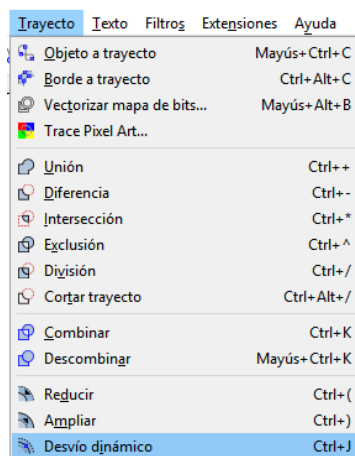 Trayecto Texto Filtros Extensiones Ayuda
Objeto a trayecto Mayús+Ctrl+C
Borde a trayecto Ctrl+Alt+C
Vectorizar mapa de bits... Mayús+Alt+B
Trace Pixel Art...
Unión Ctrl++
Diferencia Ctrl+-
Intersección Ctrl+*
Exclusión Ctrl+^
División Ctrl+/
Cortar trayecto Ctrl+Alt+/
Combinar Ctrl+K
Descombinar Mayús+Ctrl+K
Reducir Ctrl+(
Ampliar Ctrl+)
Desvío dinámico Ctrl+J